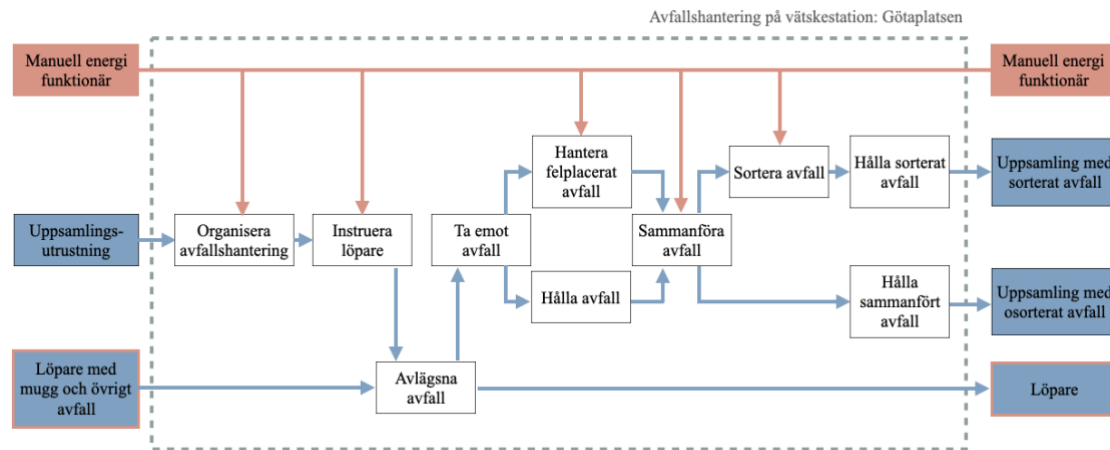 Avfallshantering på vätskestation: Götaplatsen
Manuell energi
funktionär
Manuell energi
funktionär
Hantera
felplacerat
avfall
Sortera avfall
Hålla sorterat
avfall
Uppsamling med
sorterat avfall
Uppsamlings-
utrustning
Organisera
avfallshantering
Instruera
löpare
Ta emot
avfall
Sammanföra
avfall
Hålla avfall
Hålla
sammanfört
avfall
Uppsamling med
osorterat avfall
Löpare med
mugg och övrigt
avfall
Avlägsna
avfall
Löpare